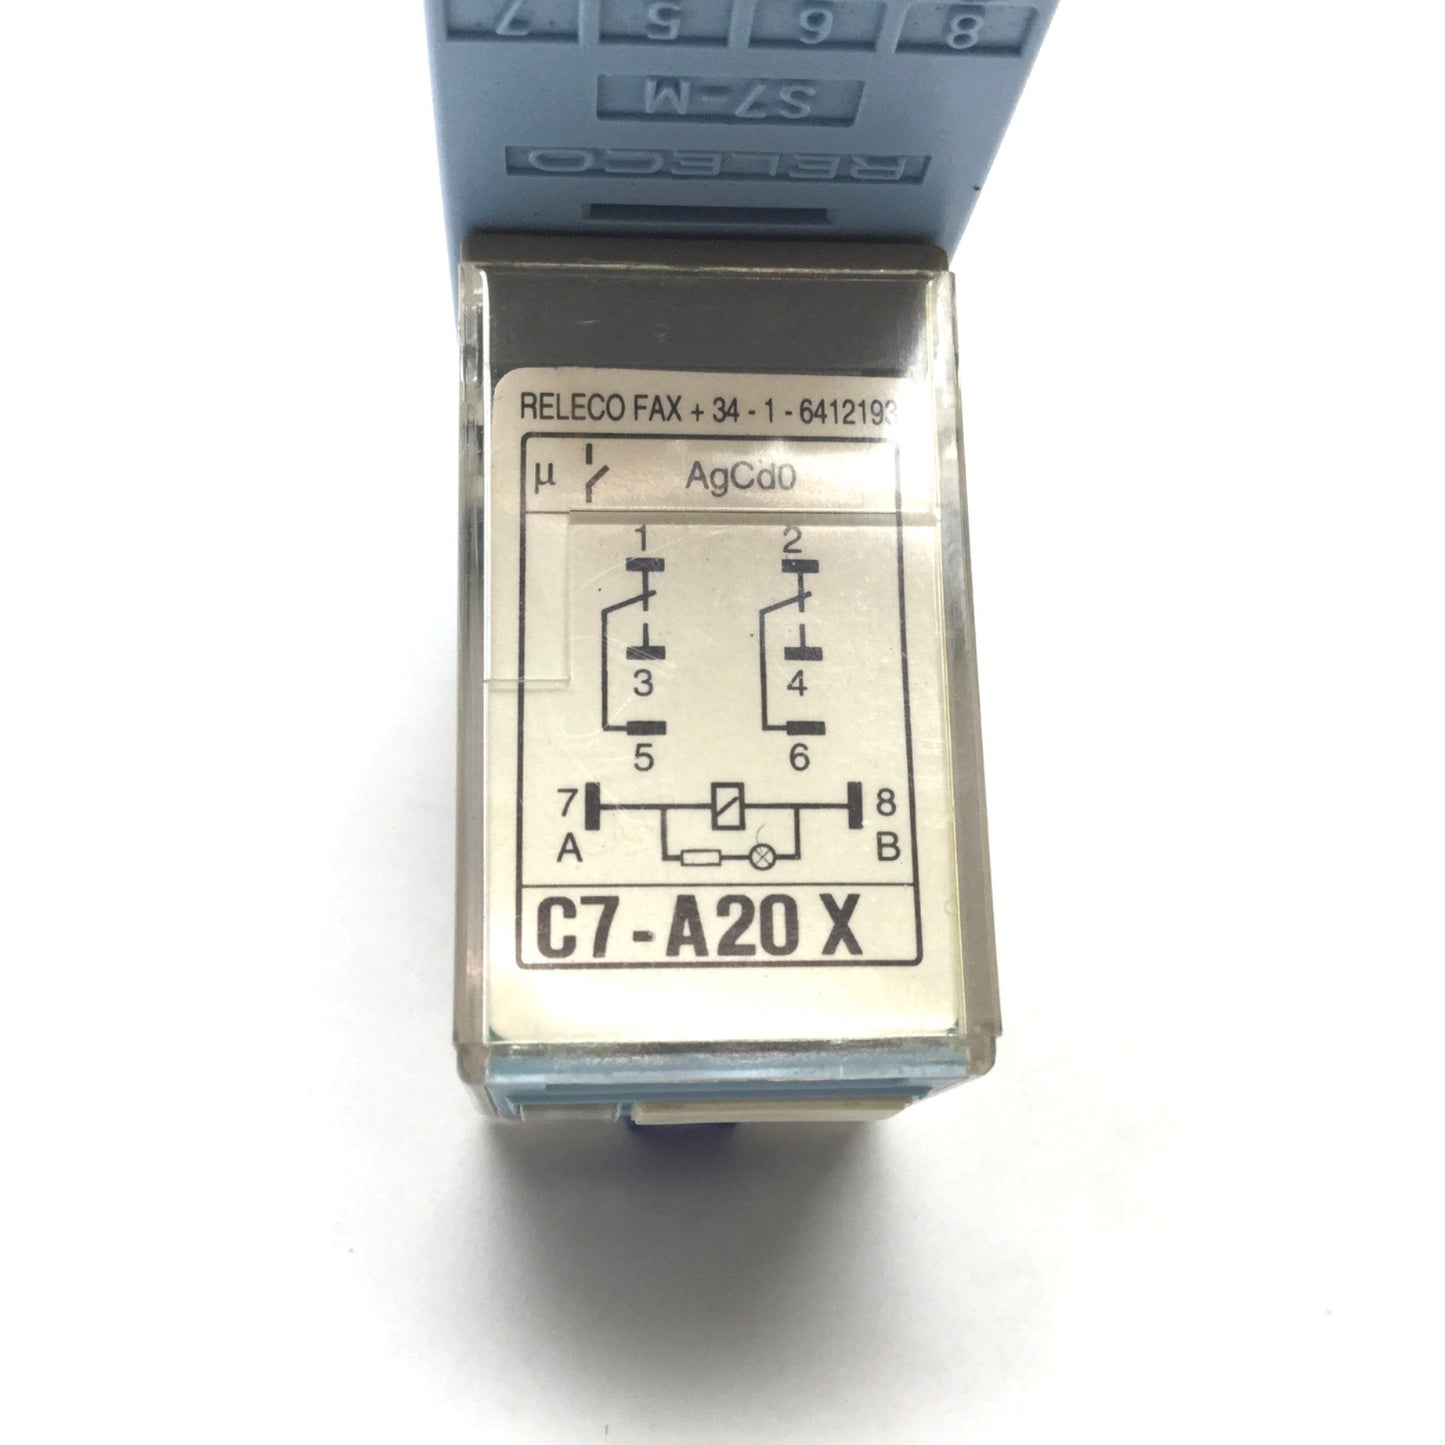 8 6 5 7
S7-M
RELECO
RELECO FAX + 34 - 1 - 6412193
µ AgCdO
1 2
3 4
5 6
7 8
A B
C7-A20 X